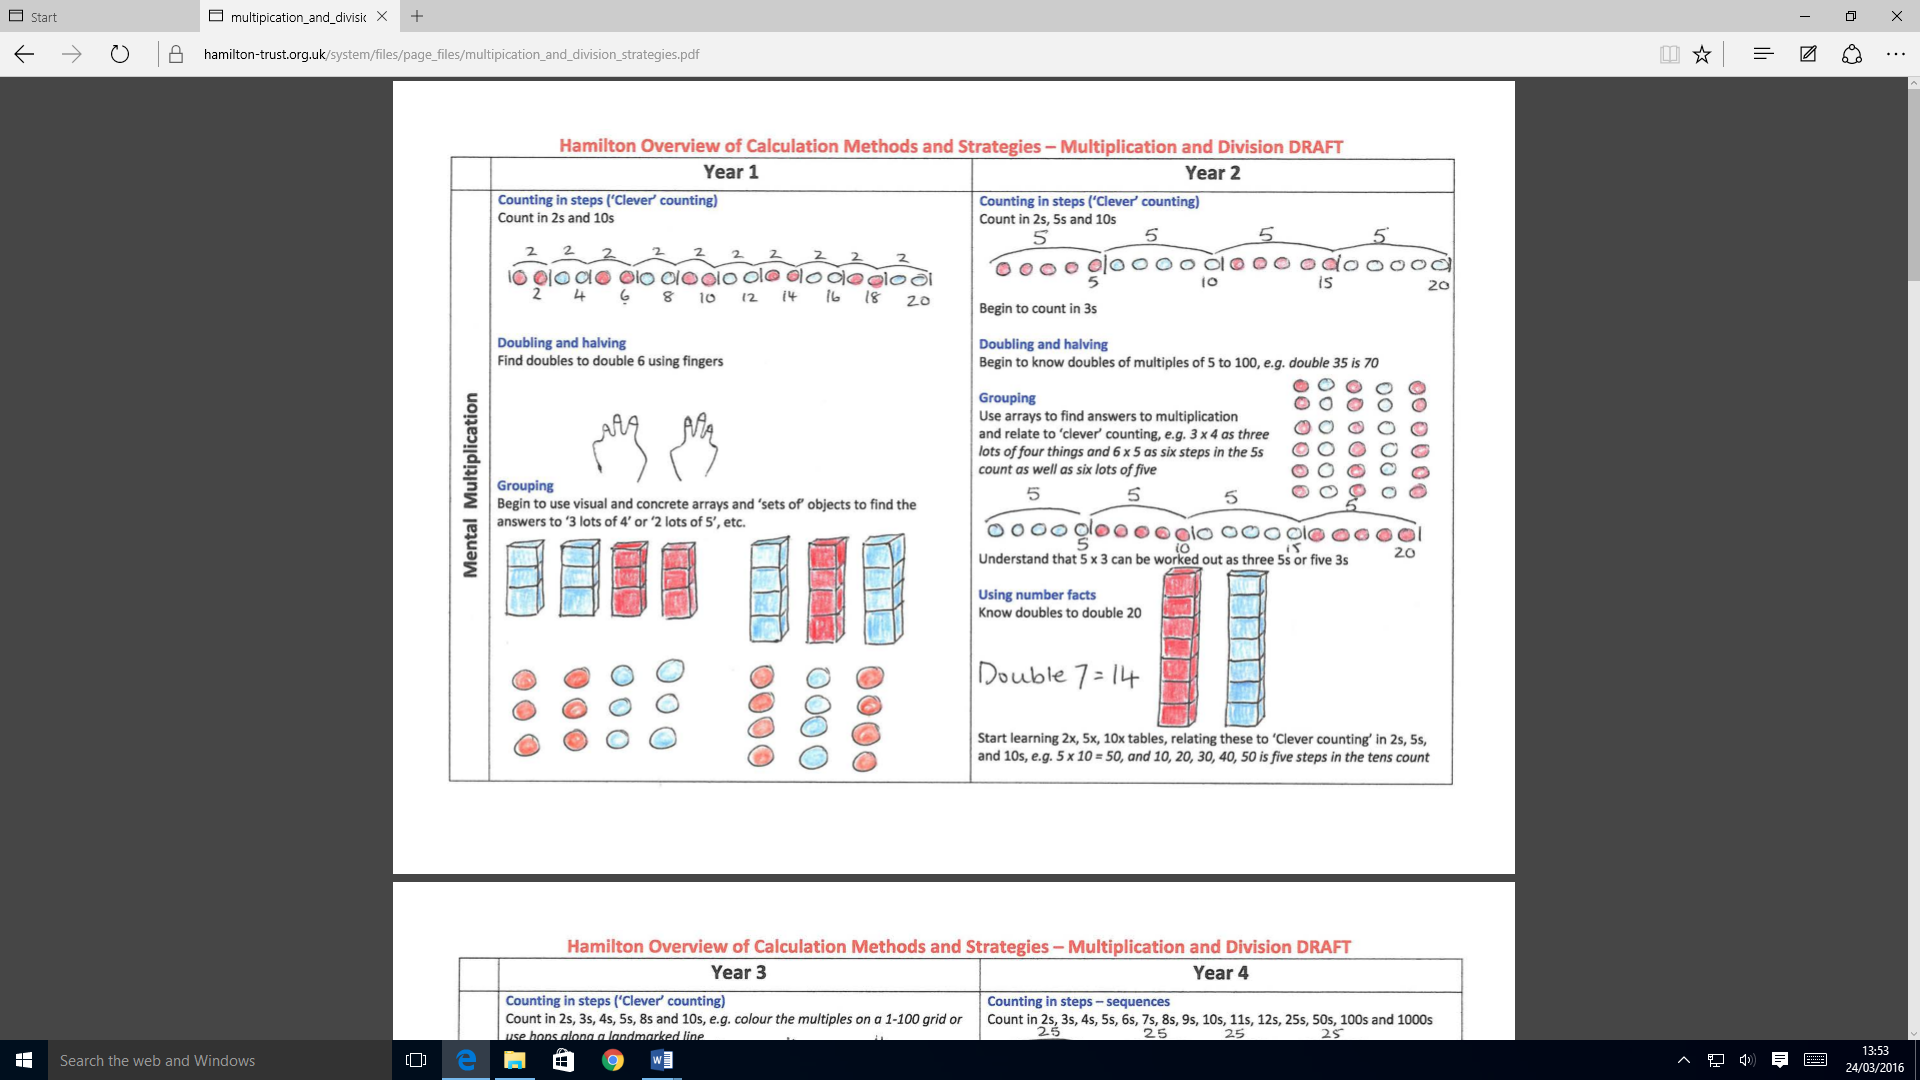 Start
multipication_and_divisic
hamilton-trust.org.uk/system/files/page_files/multipication_and_division_strategies.pdf
Hamilton Overview of Calculation Methods and Strategies – Multiplication and Division DRAFT
Year 1
Year 2
Mental Multiplication
Counting in steps (‘Clever’ counting)
Count in 2s and 10s
2 2 2 2 2 2 2 2 2 2
2 4 6 8 10 12 14 16 18 20
Doubling and halving
Find doubles to double 6 using fingers
Grouping
Begin to use visual and concrete arrays and ‘sets of’ objects to find the
answers to ‘3 lots of 4’ or ‘2 lots of 5’, etc.
Counting in steps (‘Clever’ counting)
Count in 2s, 5s and 10s
5 5 5 5
5 10 15 20
Begin to count in 3s
Doubling and halving
Begin to know doubles of multiples of 5 to 100, e.g. double 35 is 70
Grouping
Use arrays to find answers to multiplication
and relate to ‘clever’ counting, e.g. 3 x 4 as three
lots of four things and 6 x 5 as six steps in the 5s
count as well as six lots of five
5 5 5 5
5 10 15 20
Understand that 5 x 3 can be worked out as three 5s or five 3s
Using number facts
Know doubles to double 20
Double 7 = 14
Start learning 2x, 5x, 10x tables, relating these to ‘Clever counting’ in 2s, 5s,
and 10s, e.g. 5 x 10 = 50, and 10, 20, 30, 40, 50 is five steps in the tens count
Hamilton Overview of Calculation Methods and Strategies – Multiplication and Division DRAFT
Year 3
Year 4
Counting in steps (‘Clever’ counting)
Count in 2s, 3s, 4s, 5s, 8s and 10s, e.g. colour the multiples on a 1-100 grid or
use hops along a landmarked line
Counting in steps – sequences
Count in 2s, 3s, 4s, 5s, 6s, 7s, 8s, 9s, 10s, 11s, 12s, 25s, 50s, 100s and 1000s
25 25 25 25
Search the web and Windows
13:53
24/03/2016